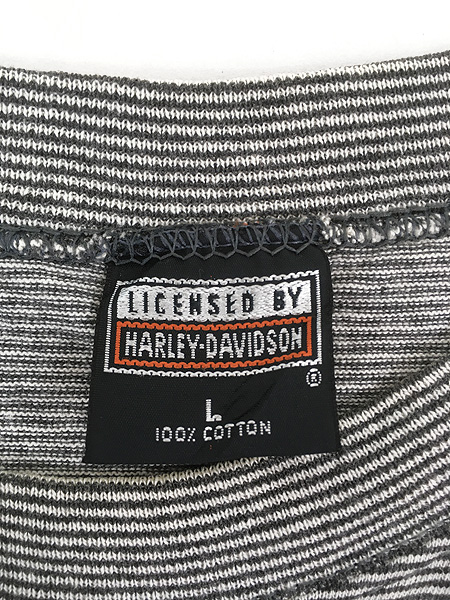 LICENSED BY
HARLEY-DAVIDSON
®
L
100% COTTON